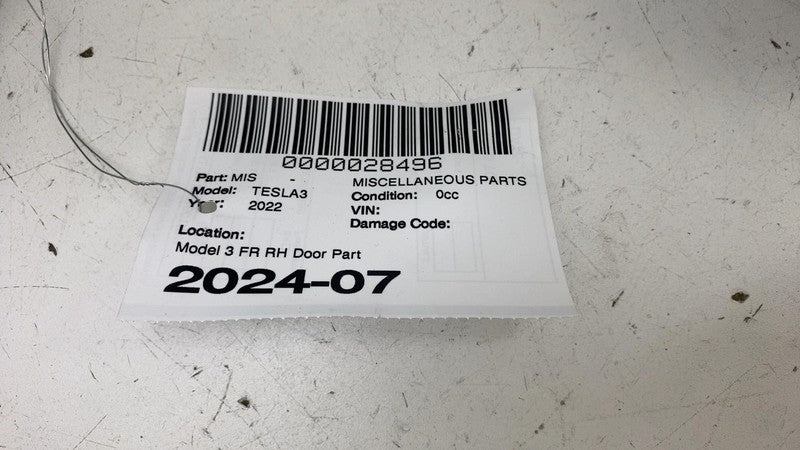 0000028496
Part: MIS - MISCELLANEOUS PARTS
Model: TESLA3 Condition: 0cc
Year: 2022 VIN:
Damage Code:
Location:
Model 3 FR RH Door Part
2024-07